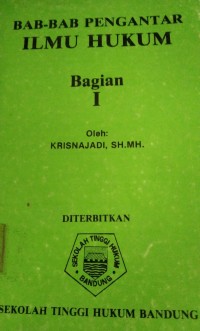 BAB-BAB PENGANTAR
ILMU HUKUM
Bagian
I
Oleh:
KRISNAJADI, SH.MH.
DITERBITKAN
SEKOLAH TINGGI HUKUM
BANDUNG
SEKOLAH TINGGI HUKUM BANDUNG